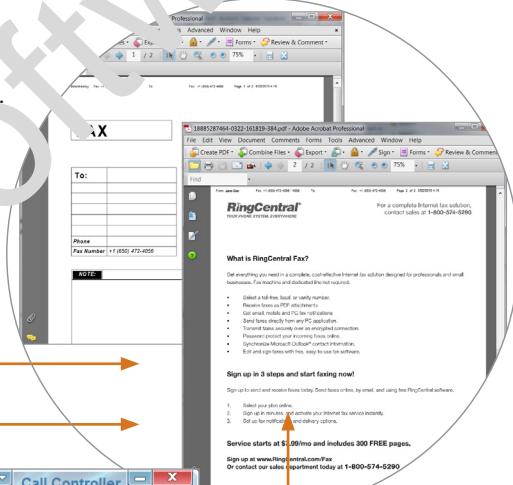 Professional
Advanced Window Help
Forms Review & Comment
1 / 2 75%
Page 1 of 2
AX
To:
Phone
Fax Number +1 (650) 472-4056
NOTE:
18885287464-0322-161819-384.pdf - Adobe Acrobat Professional
File Edit View Document Comments Forms Tools Advanced Window Help
Create PDF Combine Files Export Sign Forms Review & Commen
2 / 2 75%
Find
Page 2 of 2
RingCentral
YOUR PHONE SYSTEM, EVERYWHERE
For a complete Internet fax solution,
contact sales at 1-800-574-5290
What is RingCentral Fax?
Get everything you need in a complete, cost-effective Internet fax solution designed for professionals and small
businesses. Fax machine and dedicated line not required.
• Select a toll-free, local, or vanity number.
• Receive faxes as PDF attachments
• Get email, mobile and PC fax notifications
• Send faxes directly from any PC application.
• Transmit faxes securely over an encrypted connection.
• Password protect your incoming faxes online.
• Synchronize Microsoft Outlook® contact information.
• Edit and sign faxes with free, easy-to-use fax software.
Sign up in 3 steps and start faxing now!
Sign up to send and receive faxes today. Send faxes online, by email, and using free RingCentral software.
1. Select your plan online.
2. Sign up in minutes, and activate your Internet fax service instantly.
3. Set up fax notifications and delivery options.
Service starts at $7.99/mo and includes 300 FREE pages.
Sign up at www.RingCentral.com/Fax
Or contact our sales department today at 1-800-574-5290
Call Controller